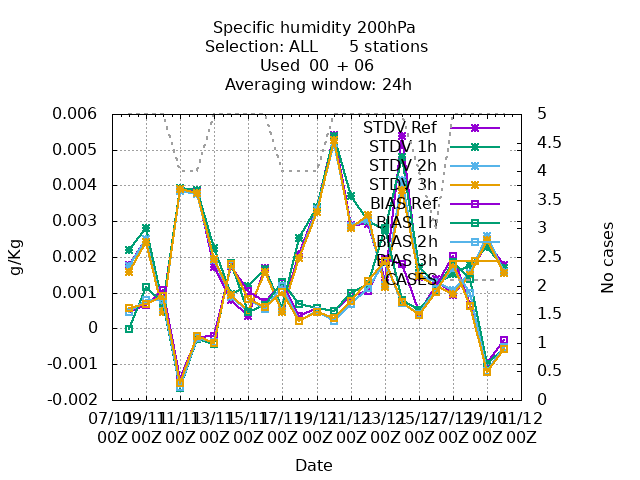 Specific humidity 200hPa
Selection: ALL 5 stations
Used 00 + 06
Averaging window: 24h
0.006
0.005
0.004
0.003
0.002
0.001
0
-0.001
-0.002
g/Kg
5
4.5
4
3.5
3
2.5
2
1.5
1
0.5
0
No cases
STDV Ref
STDV 1h
STDV 2h
STDV 3h
BIAS Ref
BIAS 1h
BIAS 2h
BIAS 3h
CASES
07/10 09/11 11/11 13/11 15/11 17/11 19/12 21/12 23/12 25/12 27/12 29/10 11/12
00Z 00Z 00Z 00Z 00Z 00Z 00Z 00Z 00Z 00Z 00Z 00Z 00Z
Date